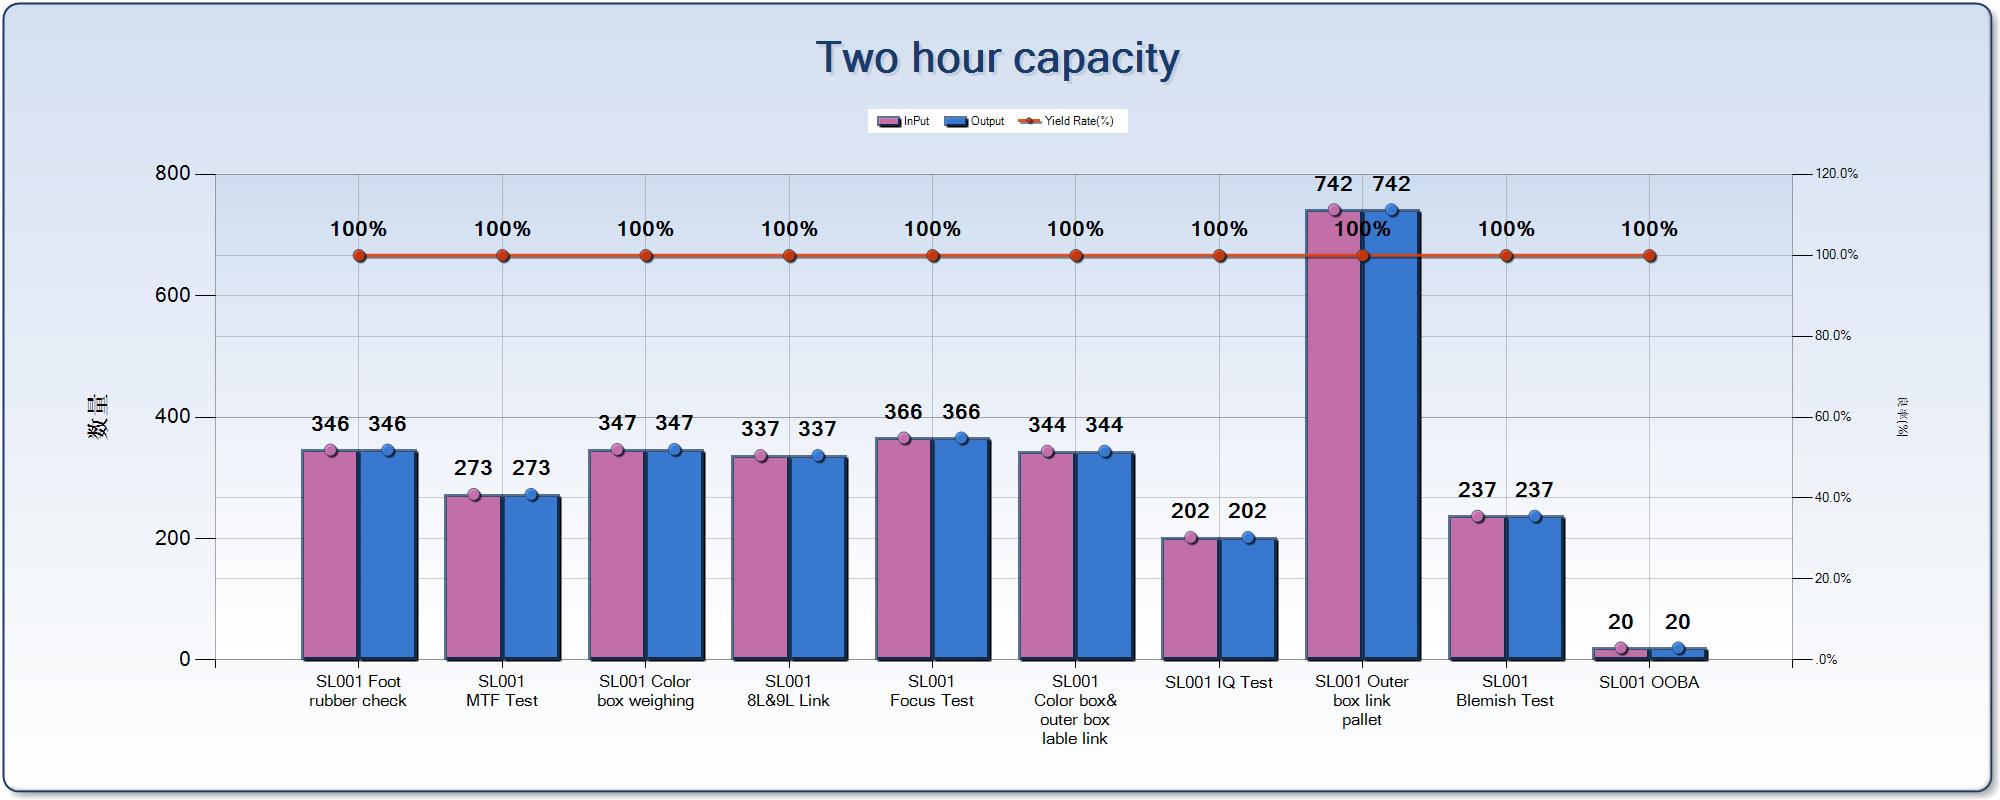 Two hour capacity
InPut Output Yield Rate(%)
800
600
400
200
0
数量
120.0%
100.0%
80.0%
60.0%
40.0%
20.0%
.0%
良率(%)
100% 100% 100% 100% 100% 100% 100% 100% 100% 100%
346 346
273 273
347 347
337 337
366 366
344 344
202 202
742 742
237 237
20 20
SL001 Foot
rubber check
SL001
MTF Test
SL001 Color
box weighing
SL001
8L&9L Link
SL001
Focus Test
SL001
Color box&
outer box
lable link
SL001 IQ Test
SL001 Outer
box link
pallet
SL001
Blemish Test
SL001 OOBA